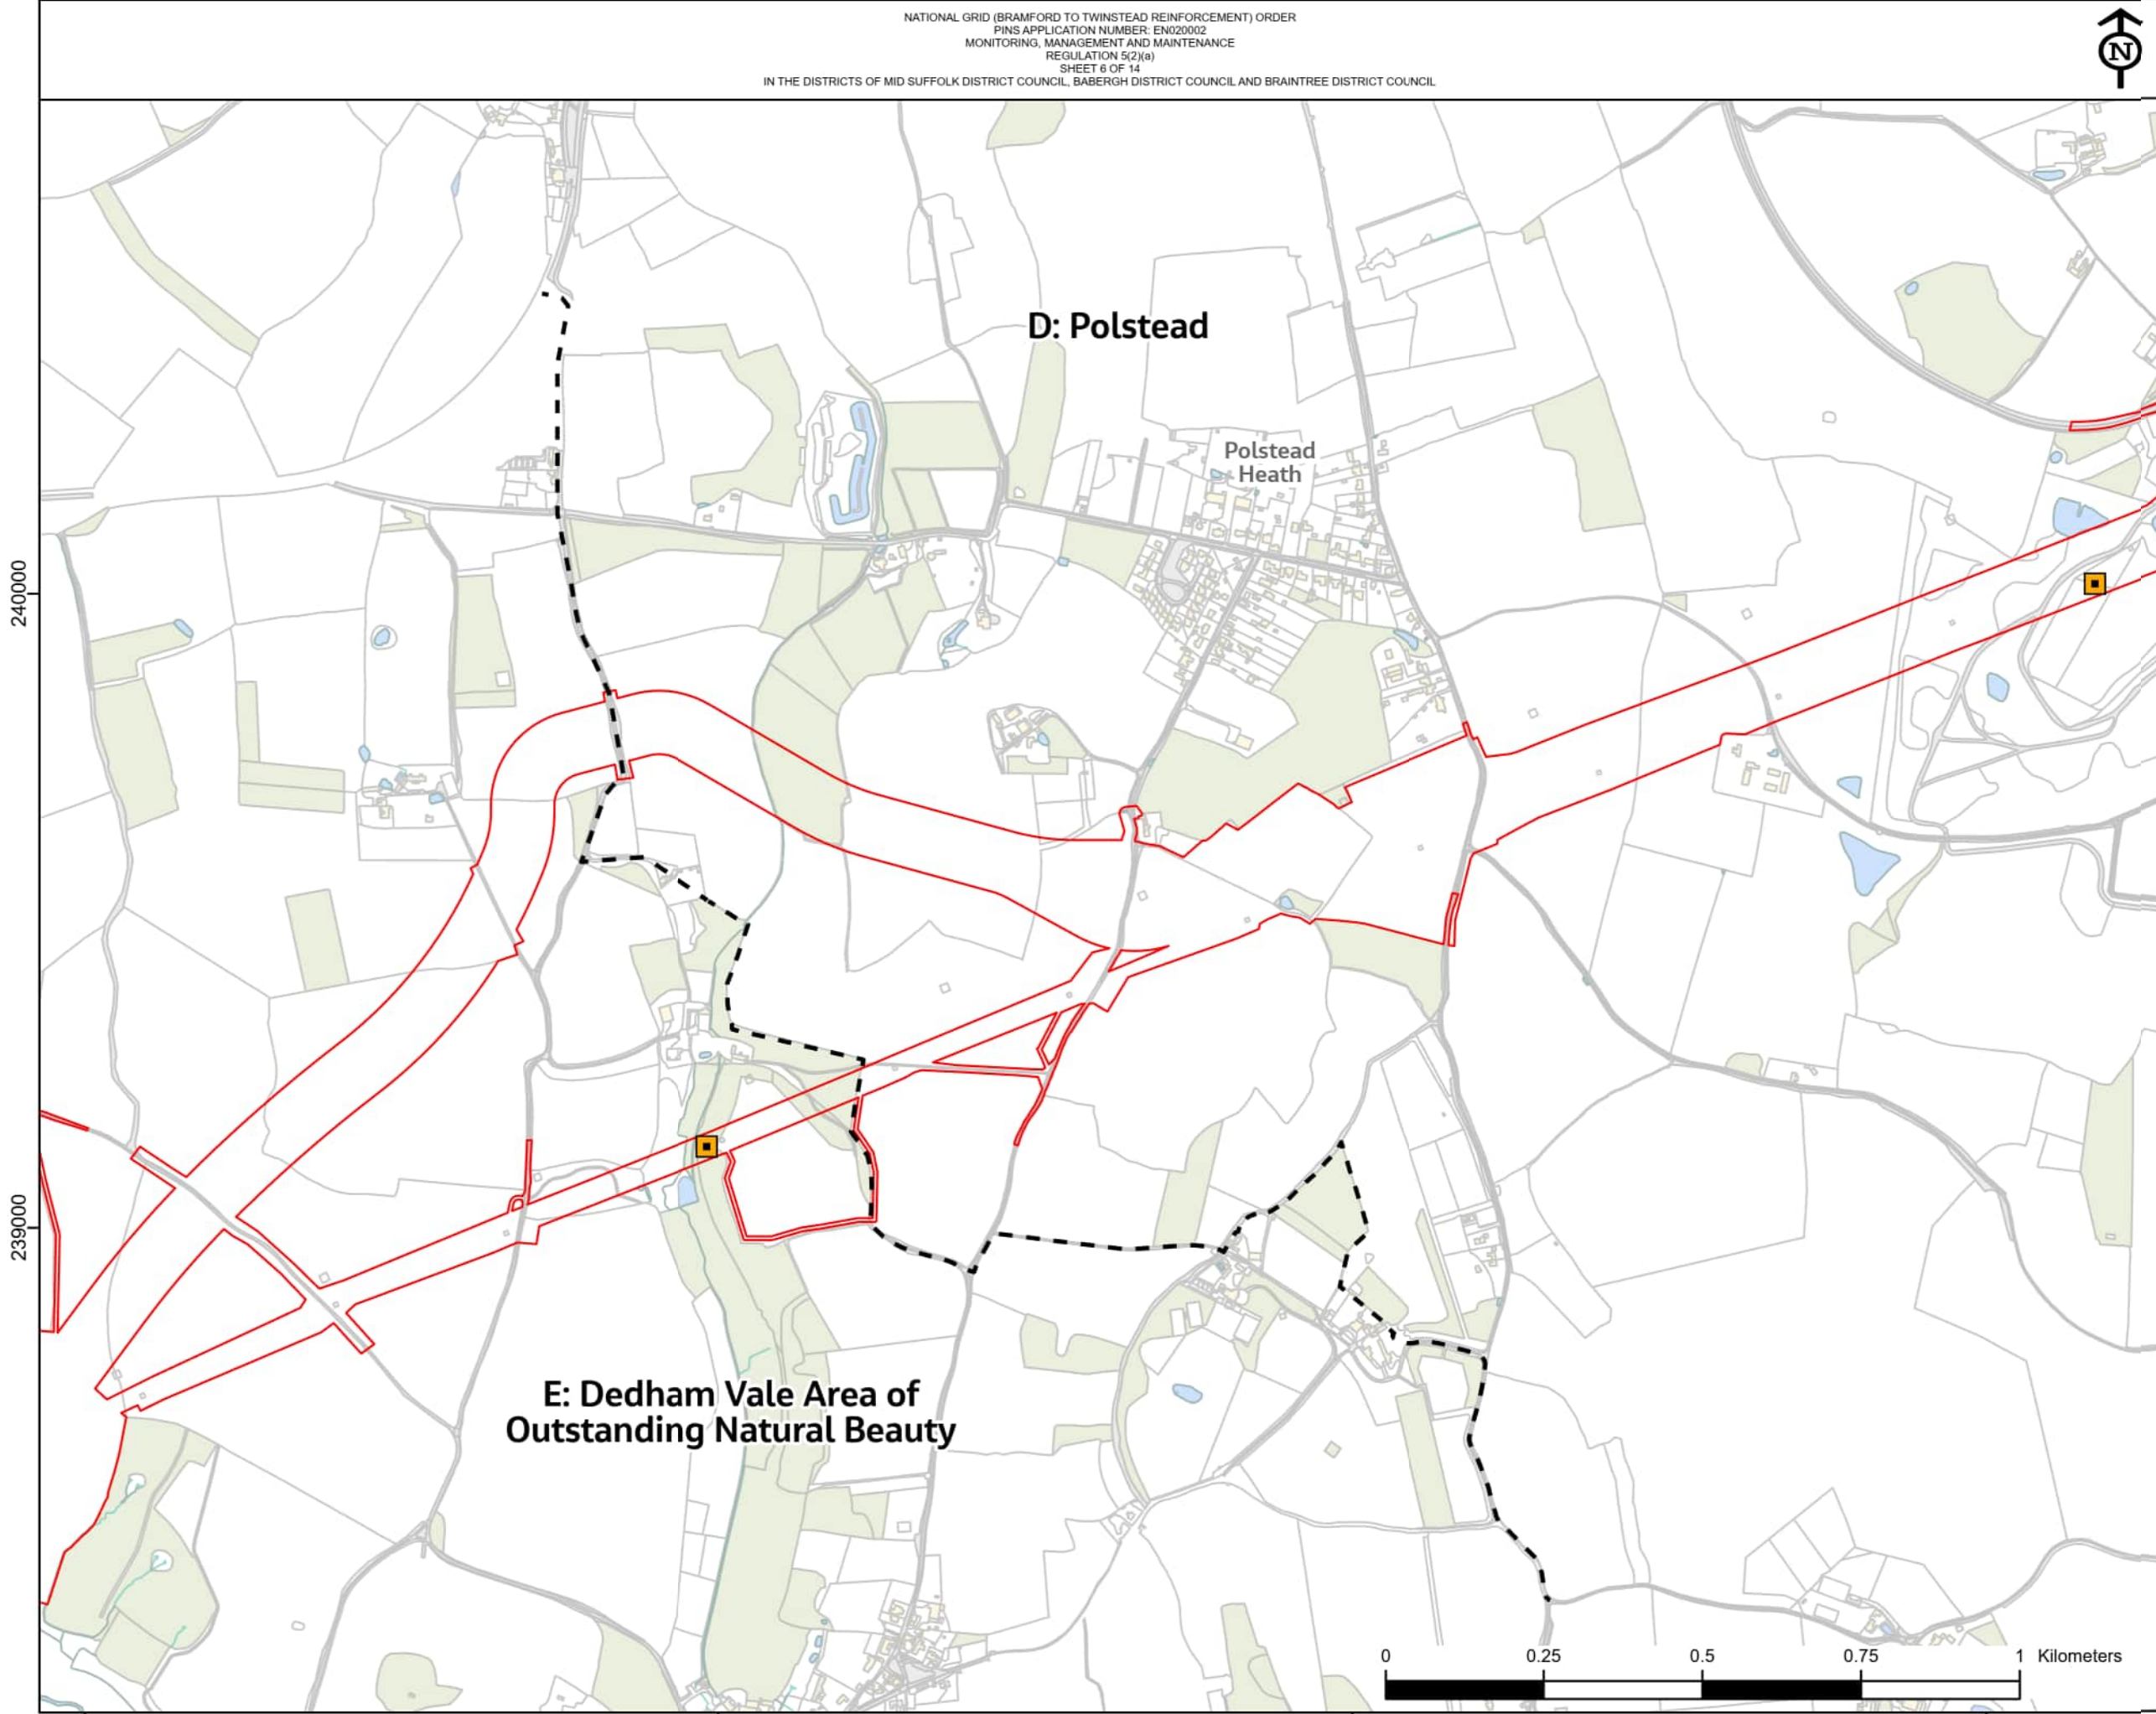 NATIONAL GRID (BRAMFORD TO TWINSTEAD REINFORCEMENT) ORDER
PINS APPLICATION NUMBER: EN020002
MONITORING, MANAGEMENT AND MAINTENANCE
REGULATION 5(2)(a)
SHEET 6 OF 14
IN THE DISTRICTS OF MID SUFFOLK DISTRICT COUNCIL, BABERGH DISTRICT COUNCIL AND BRAINTREE DISTRICT COUNCIL
N
D: Polstead
Polstead
Heath
240000
239000
E: Dedham Vale Area of
Outstanding Natural Beauty
0 0.25 0.5 0.75 1 Kilometers